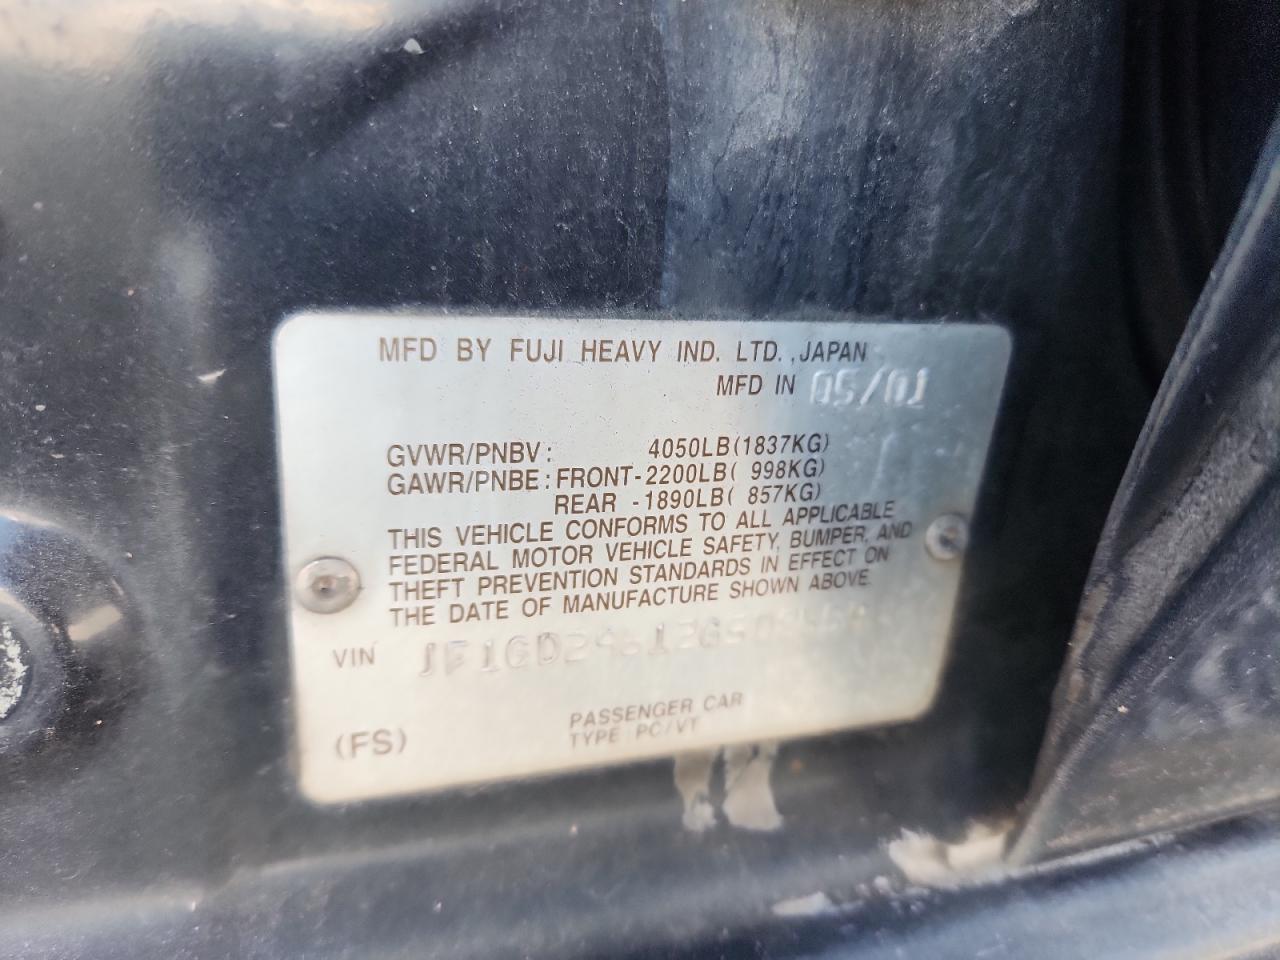 MFD BY FUJI HEAVY IND. LTD., JAPAN
MFD IN 05/01
GVWR/PNBV: 4050LB(1837KG)
GAWR/PNBE: FRONT-2200LB( 998KG)
REAR -1890LB( 857KG)
THIS VEHICLE CONFORMS TO ALL APPLICABLE
FEDERAL MOTOR VEHICLE SAFETY, BUMPER, AND
THEFT PREVENTION STANDARDS IN EFFECT ON
THE DATE OF MANUFACTURE SHOWN ABOVE.
VIN
PASSENGER CAR
(FS) TYPE: PC/VT